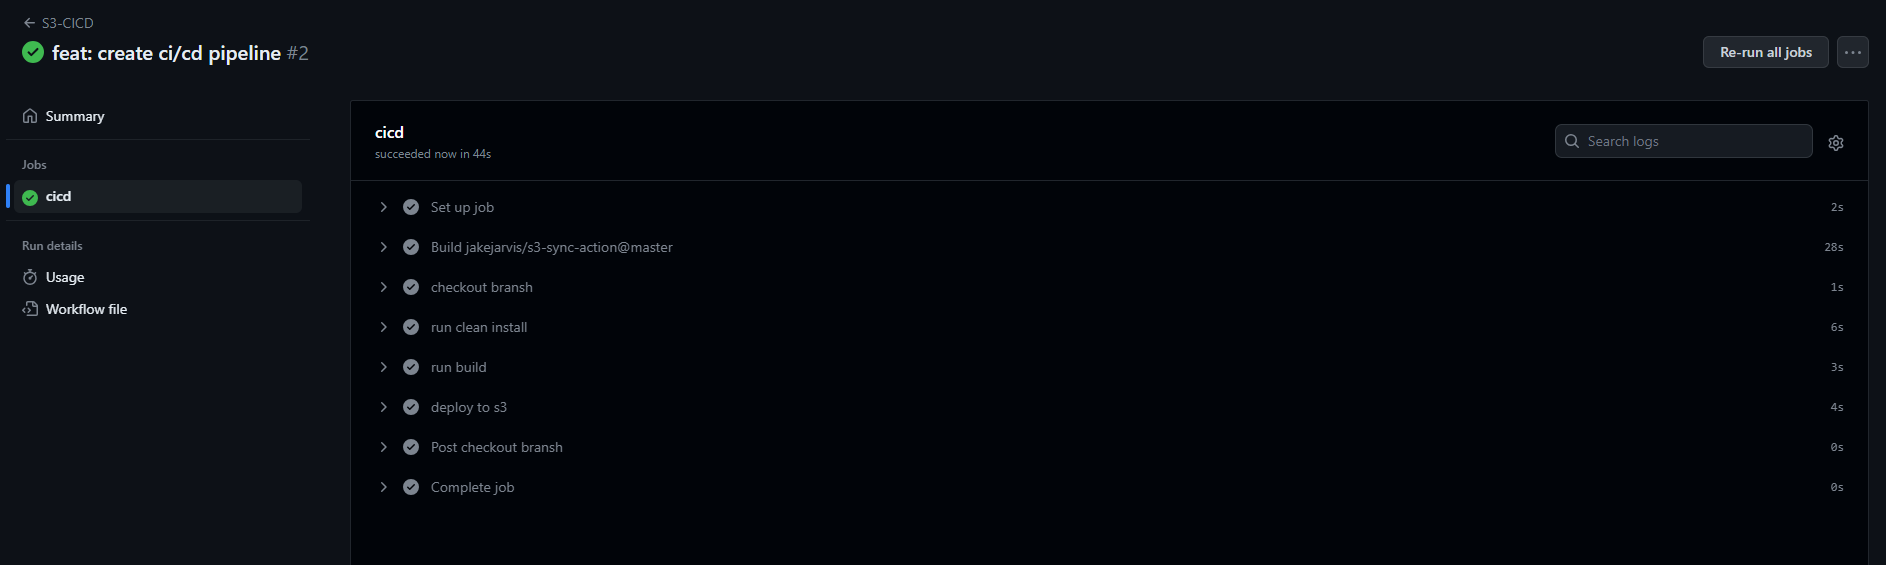 S3-CICD
feat: create ci/cd pipeline #2
Re-run all jobs
Summary
Jobs
cicd
Run details
Usage
Workflow file
cicd
succeeded now in 44s
Search logs
Set up job 2s
Build jakejarvis/s3-sync-action@master 28s
checkout bransh 1s
run clean install 6s
run build 3s
deploy to s3 4s
Post checkout bransh 0s
Complete job 0s